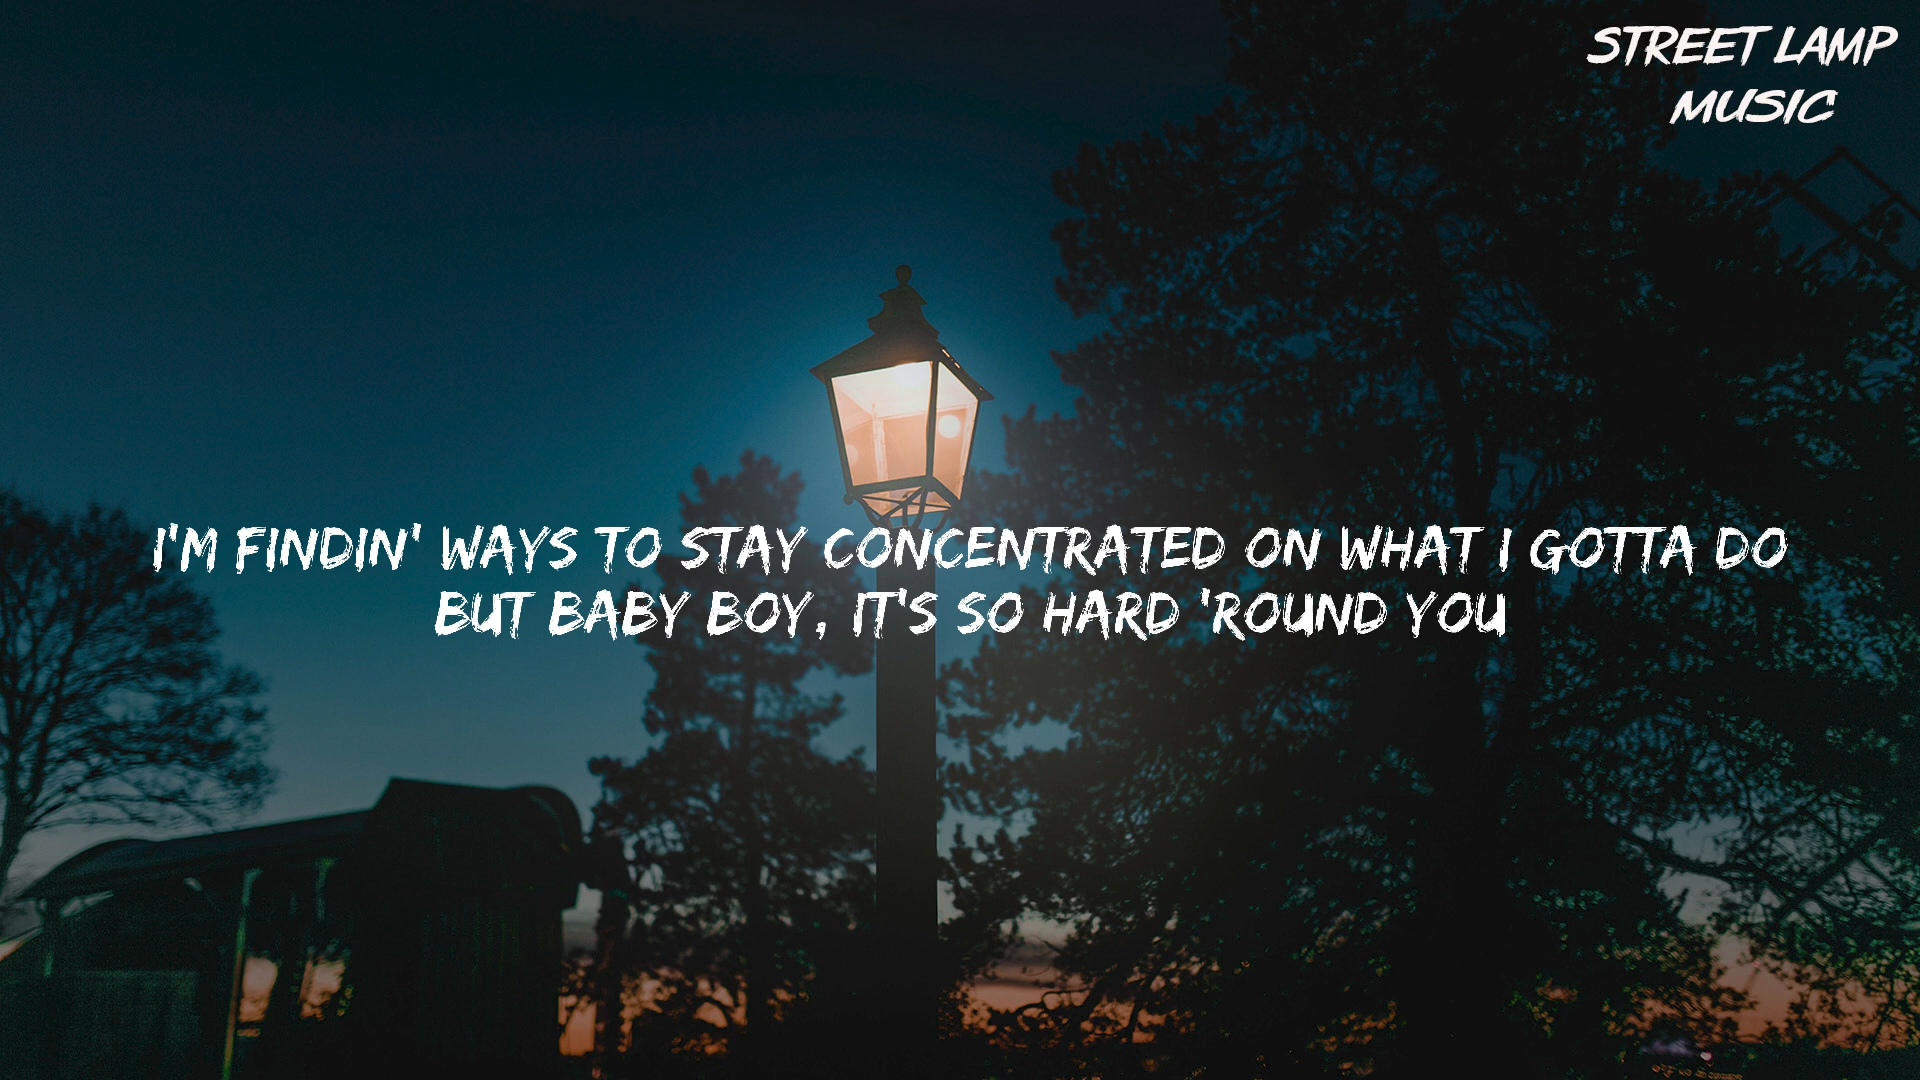 STREET LAMP
MUSIC
I'M FINDIN' WAYS TO STAY CONCENTRATED ON WHAT I GOTTA DO
BUT BABY BOY, IT'S SO HARD 'ROUND YOU